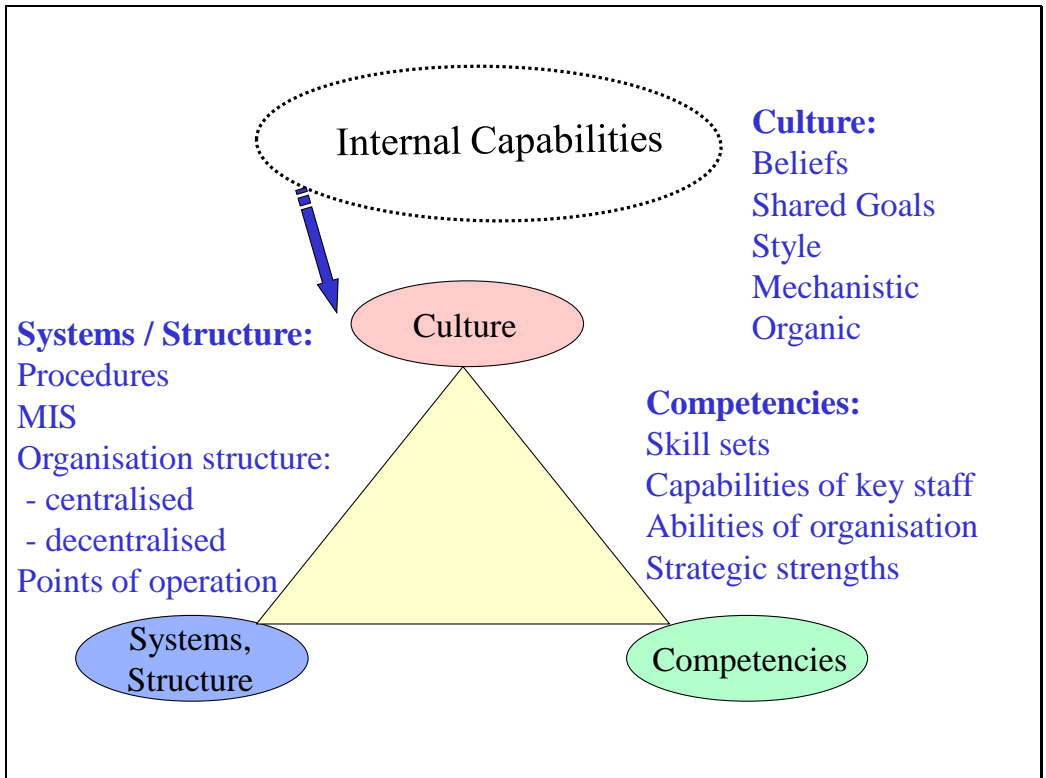 Internal Capabilities
Culture:
Beliefs
Shared Goals
Style
Mechanistic
Organic
Culture
Systems / Structure:
Procedures
MIS
Organisation structure:
- centralised
- decentralised
Points of operation
Competencies:
Skill sets
Capabilities of key staff
Abilities of organisation
Strategic strengths
Systems,
Structure
Competencies